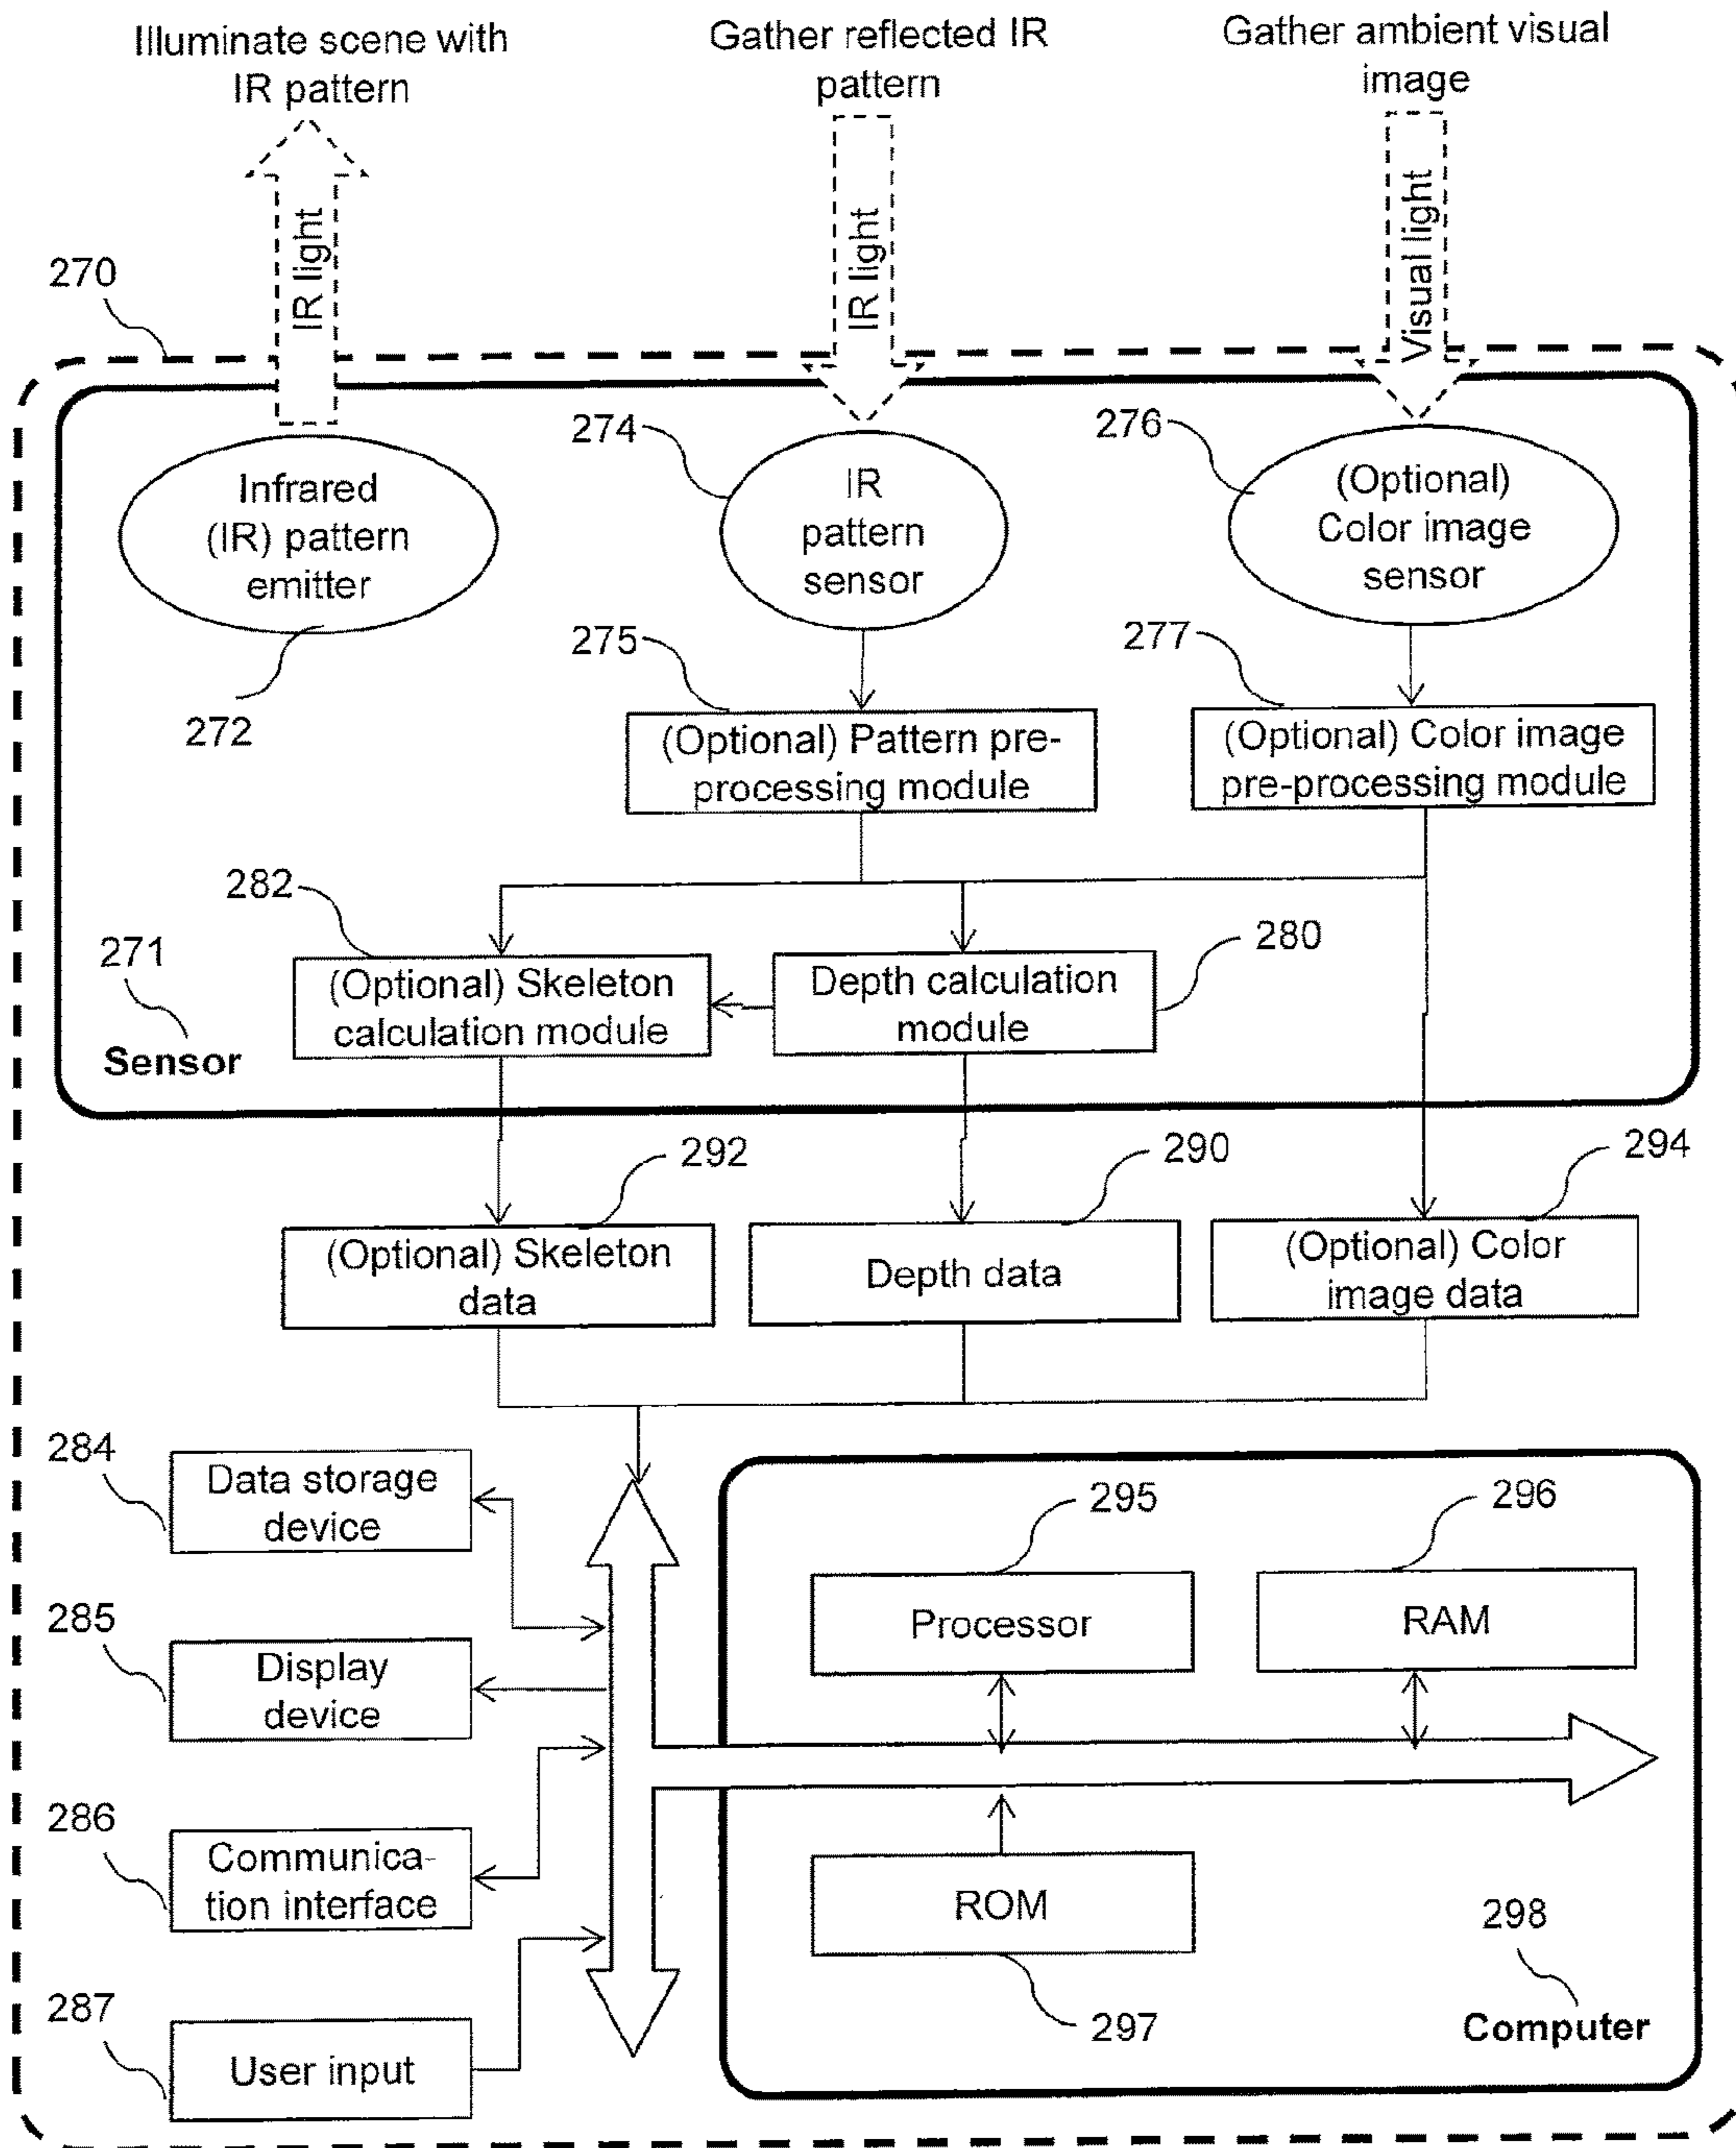 Illuminate scene with
IR pattern
Gather reflected IR
pattern
Gather ambient visual
image
IR light
IR light
Visual light
270
274
276
Infrared
(IR) pattern
emitter
IR
pattern
sensor
(Optional)
Color image
sensor
272
275
277
(Optional) Pattern pre-
processing module
(Optional) Color image
pre-processing module
282
280
271
(Optional) Skeleton
calculation module
Depth calculation
module
Sensor
292
290
294
(Optional) Skeleton
data
Depth data
(Optional) Color
image data
284
Data storage
device
295
296
Processor
RAM
285
Display
device
286
Communica-
tion interface
ROM
298
297
Computer
287
User input